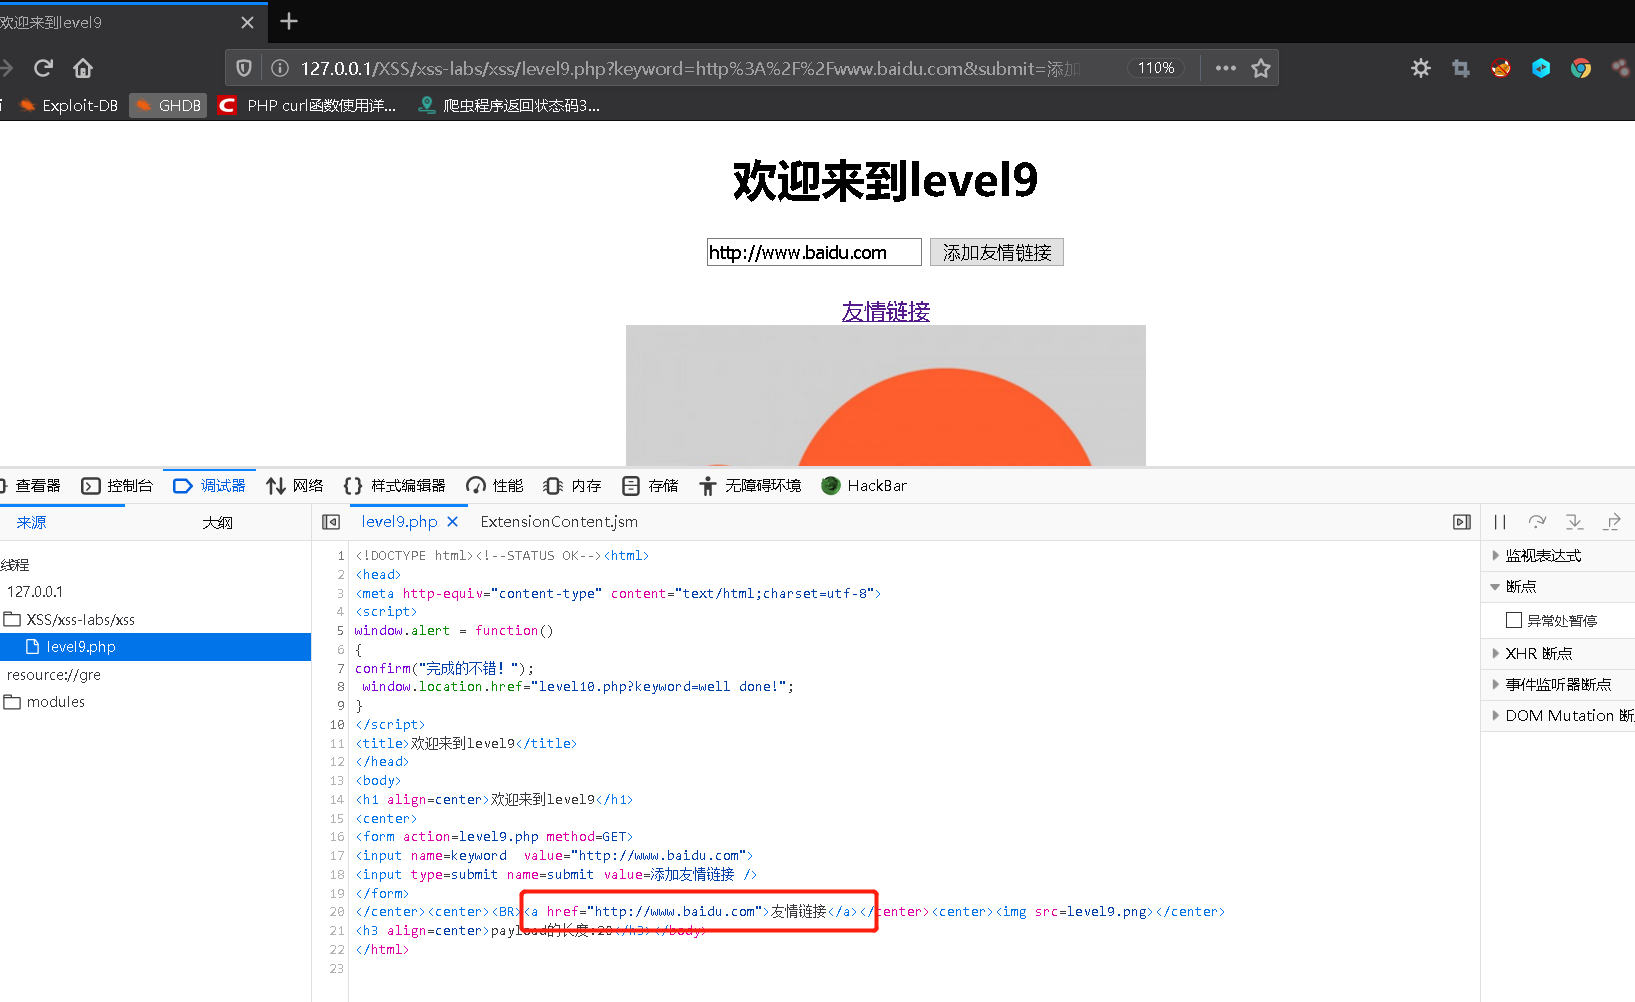 欢迎来到level9
127.0.0.1/XSS/xss-labs/xss/level9.php?keyword=http%3A%2F%2Fwww.baidu.com&submit=添加 110%
Exploit-DB GHDB PHP curl函数使用详... 爬虫程序返回状态码3...
欢迎来到level9
http://www.baidu.com 添加友情链接
友情链接
查看器 控制台 调试器 网络 样式编辑器 性能 内存 存储 无障碍环境 HackBar
来源 大纲 level9.php ExtensionContent.jsm
线程
127.0.0.1
XSS/xss-labs/xss
level9.php
resource://gre
modules
1 <!DOCTYPE html><!--STATUS OK--><html>
2 <head>
3 <meta http-equiv="content-type" content="text/html;charset=utf-8">
4 <script>
5 window.alert = function()
6 {
7 confirm("完成的不错！");
8  window.location.href="level10.php?keyword=well done!";
9 }
10 </script>
11 <title>欢迎来到level9</title>
12 </head>
13 <body>
14 <h1 align=center>欢迎来到level9</h1>
15 <center>
16 <form action=level9.php method=GET>
17 <input name=keyword  value="http://www.baidu.com">
18 <input type=submit name=submit value=添加友情链接 />
19 </form>
20 </center><center><BR><a href="http://www.baidu.com">友情链接</a></center><center><img src=level9.png></center>
21 <h3 align=center>payload的长度:20</h3></body>
22 </html>
23
监视表达式
断点
异常处暂停
XHR 断点
事件监听器断点
DOM Mutation 断